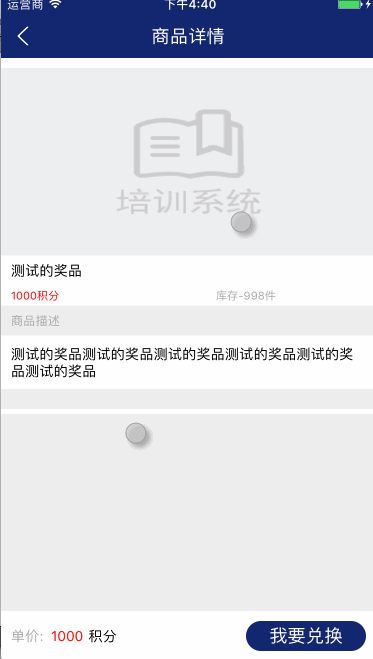 运营商 下午4:40
商品详情
培训系统
测试的奖品
1000积分 库存-998件
商品描述
测试的奖品测试的奖品测试的奖品测试的奖品测试的奖
品测试的奖品
单价: 1000 积分 我要兑换